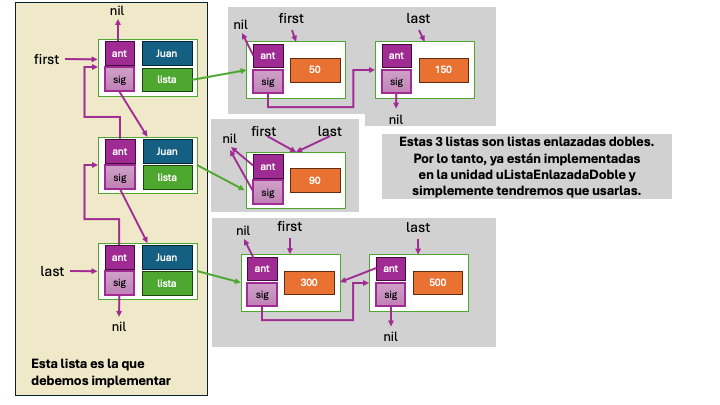 nil
first
ant
Juan
sig
lista
nil
first
last
ant
sig
50
ant
sig
150
nil
ant
Juan
sig
lista
nil
first
last
ant
sig
90
Estas 3 listas son listas enlazadas dobles.
Por lo tanto, ya están implementadas
en la unidad uListaEnlazadaDoble y
simplemente tendremos que usarlas.
last
ant
Juan
sig
lista
nil
nil
first
last
ant
sig
300
ant
sig
500
nil
Esta lista es la que
debemos implementar